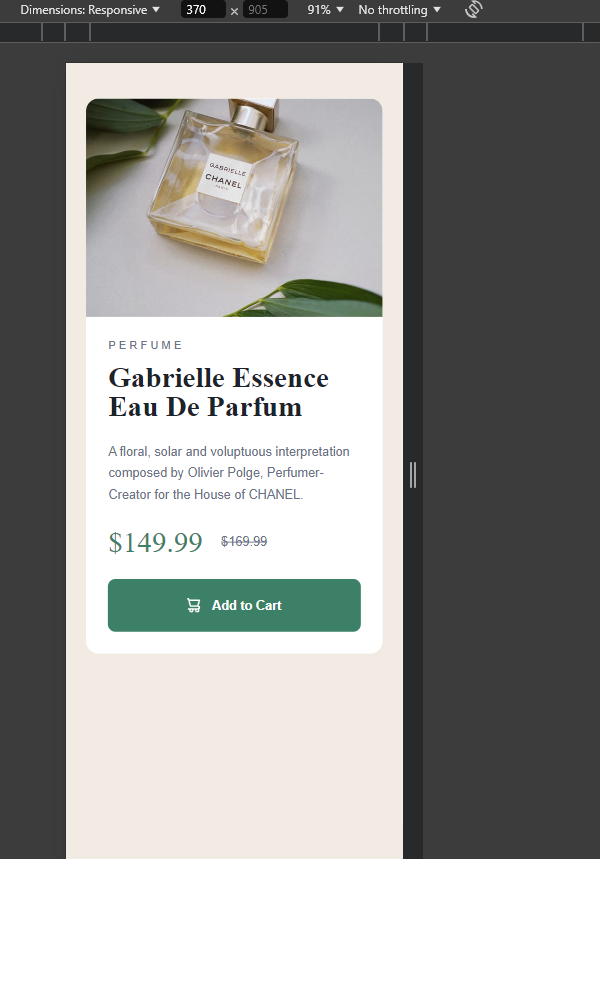 Dimensions: Responsive 370 × 905 91% No throttling
GABRIELLE
CHANEL
PARIS
PERFUME
Gabrielle Essence
Eau De Parfum
A floral, solar and voluptuous interpretation
composed by Olivier Polge, Perfumer-
Creator for the House of CHANEL.
$149.99 $169.99
Add to Cart